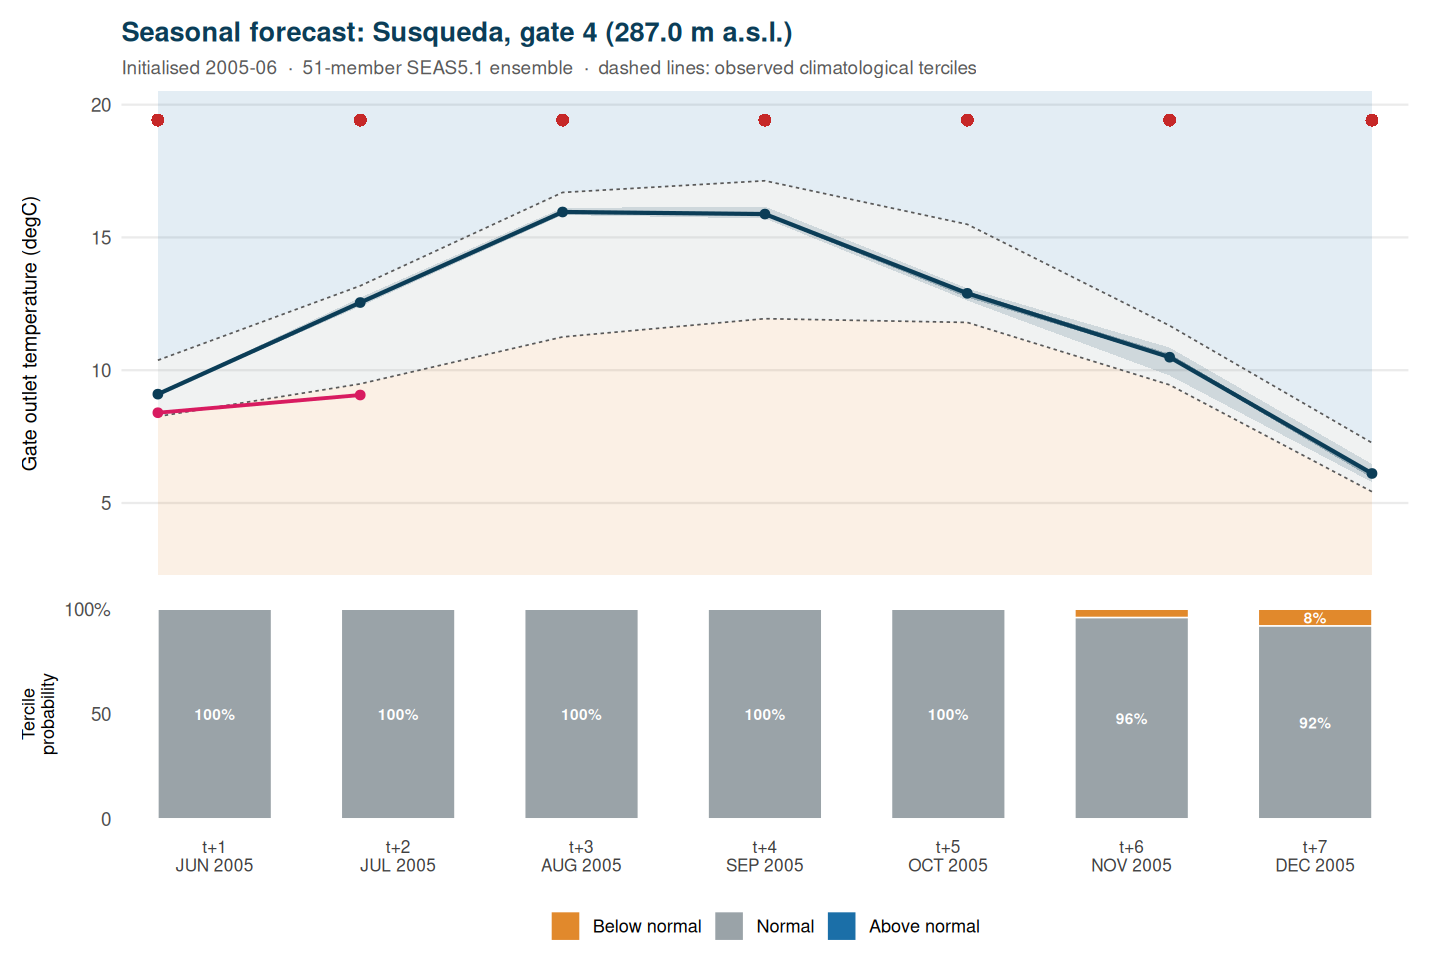 Seasonal forecast: Susqueda, gate 4 (287.0 m a.s.l.)
Initialised 2005-06 · 51-member SEAS5.1 ensemble · dashed lines: observed climatological terciles
Gate outlet temperature (degC)
20
15
10
5
Tercile
probability
100%
50
0
100%
100%
100%
100%
100%
96%
8%
92%
t+1
JUN 2005
t+2
JUL 2005
t+3
AUG 2005
t+4
SEP 2005
t+5
OCT 2005
t+6
NOV 2005
t+7
DEC 2005
Below normal
Normal
Above normal